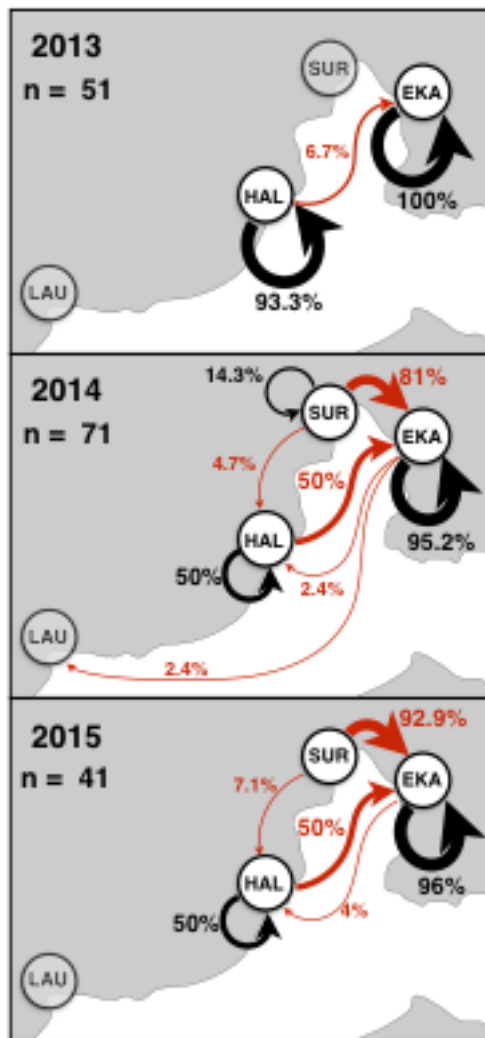 2013
n = 51
SUR
EKA
6.7%
HAL
100%
93.3%
LAU
2014
n = 71
14.3%
81%
SUR
EKA
4.7%
50%
HAL
95.2%
50%
2.4%
LAU
2.4%
2015
n = 41
92.9%
SUR
EKA
7.1%
50%
HAL
96%
4%
50%
LAU